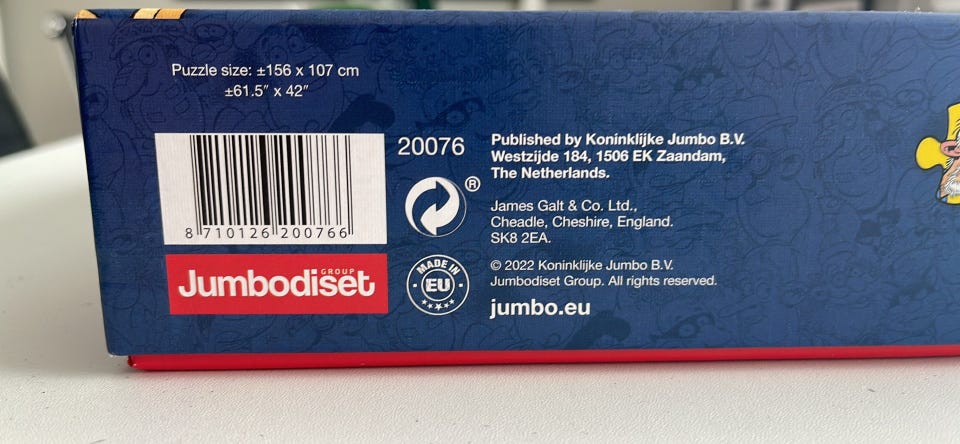 Puzzle size: ±156 x 107 cm
±61.5" x 42"
8 710126 200766
20076
Jumbodiset
GROUP
®
MADE IN
EU
Published by Koninklijke Jumbo B.V.
Westzijde 184, 1506 EK Zaandam,
The Netherlands.
James Galt & Co. Ltd.,
Cheadle, Cheshire, England.
SK8 2EA.
© 2022 Koninklijke Jumbo B.V.
Jumbodiset Group. All rights reserved.
jumbo.eu